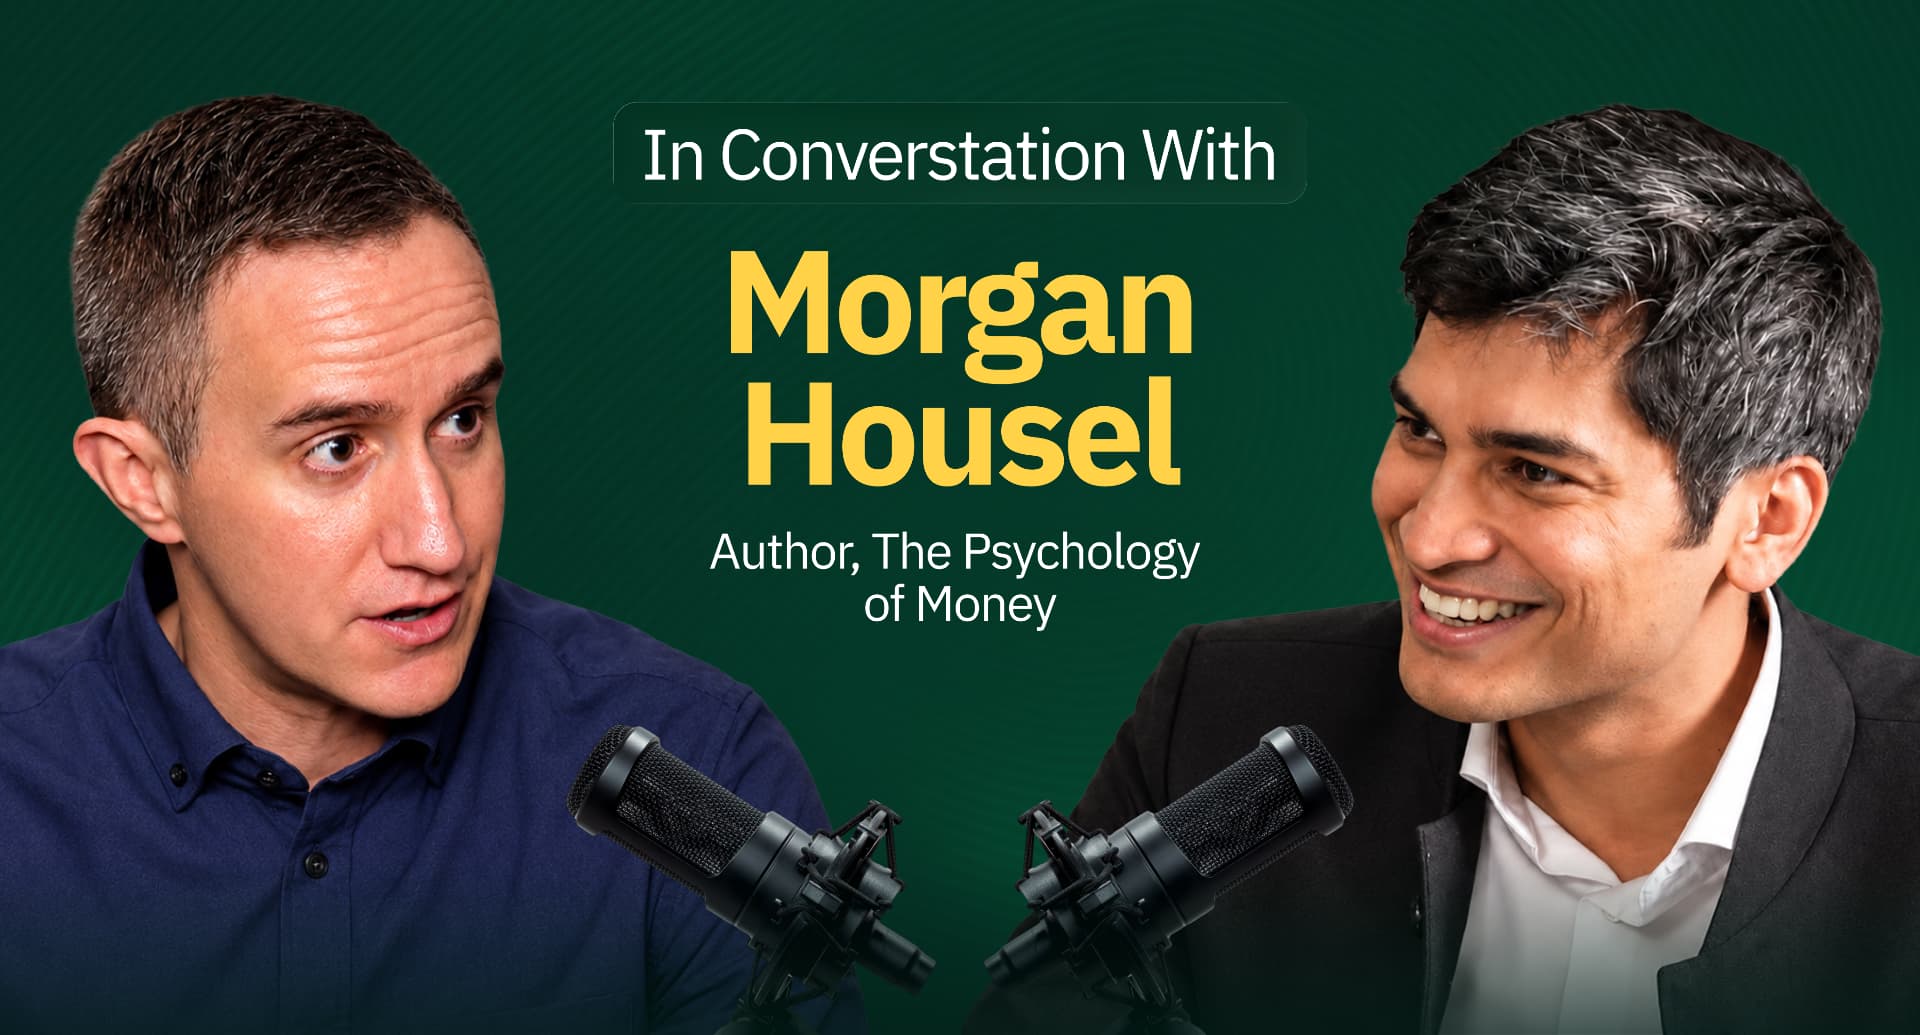 In Converstation With
Morgan
Housel
Author, The Psychology
of Money